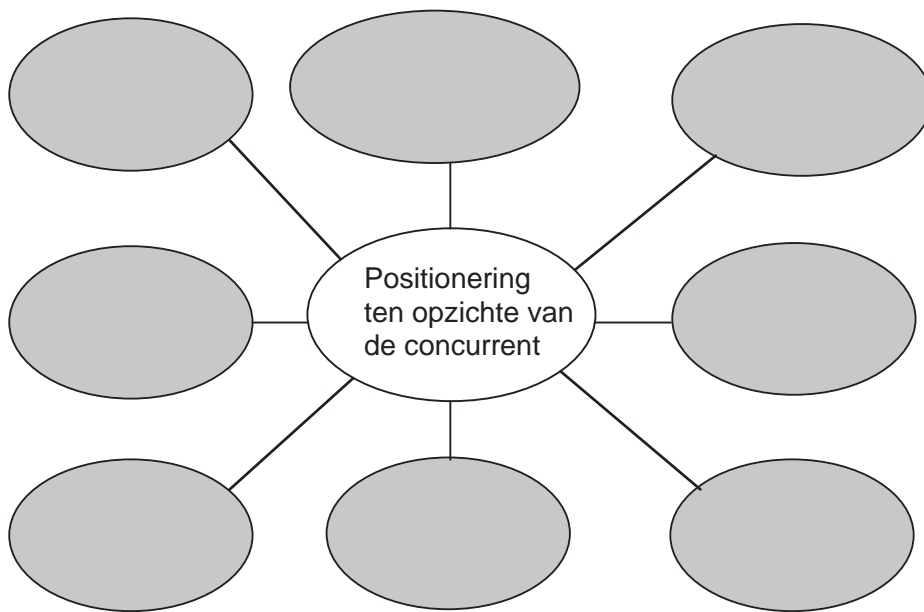 Positionering
ten opzichte van
de concurrent